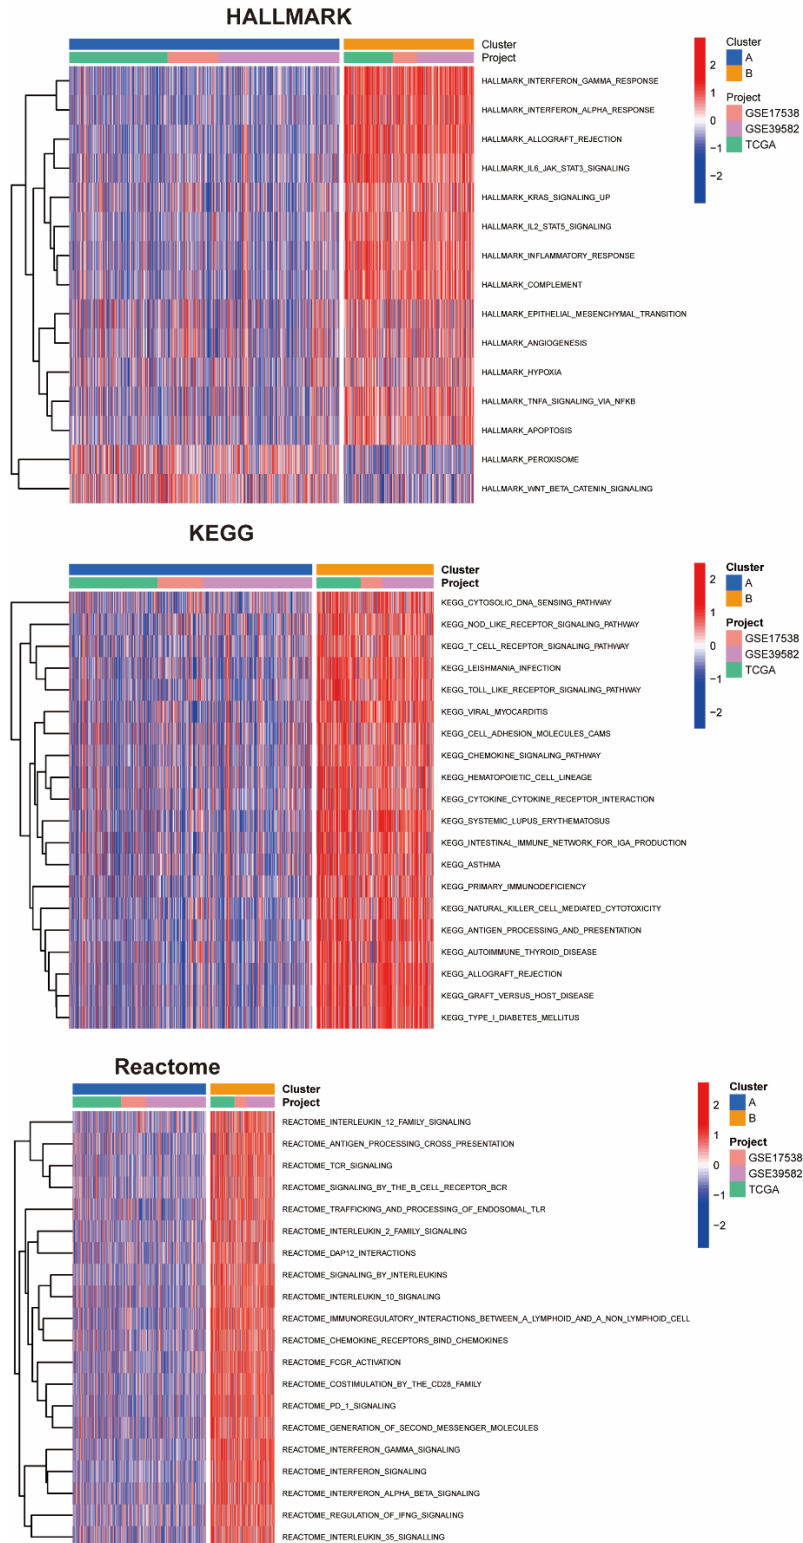 HALLMARK
Cluster
Project
HALLMARK_INTERFERON_GAMMA_RESPONSE
HALLMARK_INTERFERON_ALPHA_RESPONSE
HALLMARK_ALLOGRAFT_REJECTION
HALLMARK_IL6_JAK_STAT3_SIGNALING
HALLMARK_KRAS_SIGNALING_UP
HALLMARK_IL2_STAT5_SIGNALING
HALLMARK_INFLAMMATORY_RESPONSE
HALLMARK_COMPLEMENT
HALLMARK_EPITHELIAL_MESENCHYMAL_TRANSITION
HALLMARK_ANGIOGENESIS
HALLMARK_HYPOXIA
HALLMARK_TNFA_SIGNALING_VIA_NFKB
HALLMARK_APOPTOSIS
HALLMARK_PEROXISOME
HALLMARK_WNT_BETA_CATENIN_SIGNALING
2
1
0
−1
−2
Cluster
A
B
Project
GSE17538
GSE39582
TCGA
KEGG
Cluster
Project
KEGG_CYTOSOLIC_DNA_SENSING_PATHWAY
KEGG_NOD_LIKE_RECEPTOR_SIGNALING_PATHWAY
KEGG_T_CELL_RECEPTOR_SIGNALING_PATHWAY
KEGG_LEISHMANIA_INFECTION
KEGG_TOLL_LIKE_RECEPTOR_SIGNALING_PATHWAY
KEGG_VIRAL_MYOCARDITIS
KEGG_CELL_ADHESION_MOLECULES_CAMS
KEGG_CHEMOKINE_SIGNALING_PATHWAY
KEGG_HEMATOPOIETIC_CELL_LINEAGE
KEGG_CYTOKINE_CYTOKINE_RECEPTOR_INTERACTION
KEGG_SYSTEMIC_LUPUS_ERYTHEMATOSUS
KEGG_INTESTINAL_IMMUNE_NETWORK_FOR_IGA_PRODUCTION
KEGG_ASTHMA
KEGG_PRIMARY_IMMUNODEFICIENCY
KEGG_NATURAL_KILLER_CELL_MEDIATED_CYTOTOXICITY
KEGG_ANTIGEN_PROCESSING_AND_PRESENTATION
KEGG_AUTOIMMUNE_THYROID_DISEASE
KEGG_ALLOGRAFT_REJECTION
KEGG_GRAFT_VERSUS_HOST_DISEASE
KEGG_TYPE_I_DIABETES_MELLITUS
2
1
0
−1
−2
Cluster
A
B
Project
GSE17538
GSE39582
TCGA
Reactome
Cluster
Project
REACTOME_INTERLEUKIN_12_FAMILY_SIGNALING
REACTOME_ANTIGEN_PROCESSING_CROSS_PRESENTATION
REACTOME_TCR_SIGNALING
REACTOME_SIGNALING_BY_THE_B_CELL_RECEPTOR_BCR
REACTOME_TRAFFICKING_AND_PROCESSING_OF_ENDOSOMAL_TLR
REACTOME_INTERLEUKIN_2_FAMILY_SIGNALING
REACTOME_DAP12_INTERACTIONS
REACTOME_SIGNALING_BY_INTERLEUKINS
REACTOME_INTERLEUKIN_10_SIGNALING
REACTOME_IMMUNOREGULATORY_INTERACTIONS_BETWEEN_A_LYMPHOID_AND_A_NON_LYMPHOID_CELL
REACTOME_CHEMOKINE_RECEPTORS_BIND_CHEMOKINES
REACTOME_FCGR_ACTIVATION
REACTOME_COSTIMULATION_BY_THE_CD28_FAMILY
REACTOME_PD_1_SIGNALING
REACTOME_GENERATION_OF_SECOND_MESSENGER_MOLECULES
REACTOME_INTERFERON_GAMMA_SIGNALING
REACTOME_INTERFERON_SIGNALING
REACTOME_INTERFERON_ALPHA_BETA_SIGNALING
REACTOME_REGULATION_OF_IFNG_SIGNALING
REACTOME_INTERLEUKIN_35_SIGNALLING
2
1
0
−1
−2
Cluster
A
B
Project
GSE17538
GSE39582
TCGA